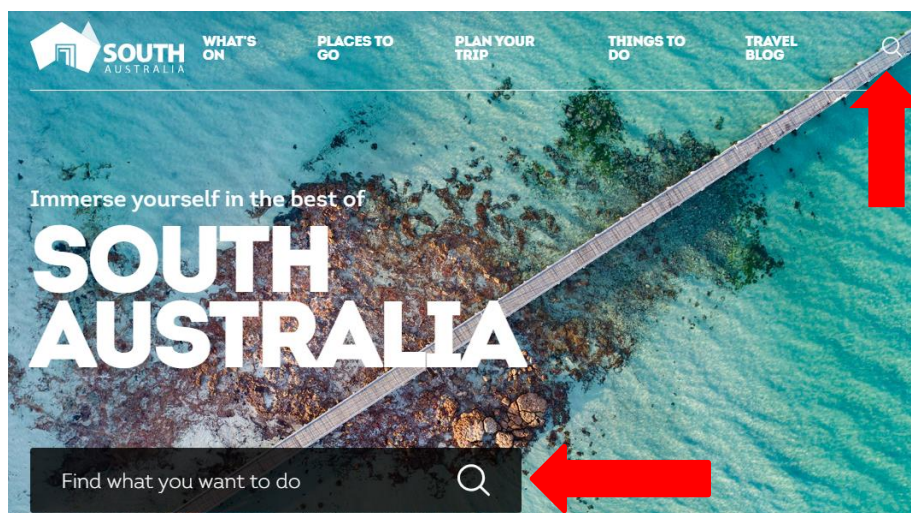 SOUTH
AUSTRALIA
WHAT'S
ON
PLACES TO
GO
PLAN YOUR
TRIP
THINGS TO
DO
TRAVEL
BLOG
Immerse yourself in the best of
SOUTH
AUSTRALIA
Find what you want to do